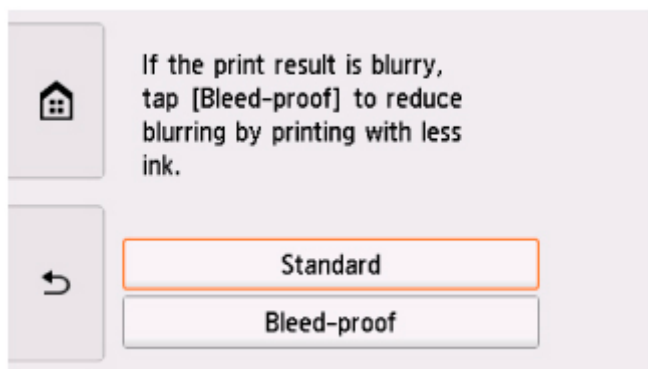 If the print result is blurry,
tap [Bleed-proof] to reduce
blurring by printing with less
ink.
Standard
Bleed-proof